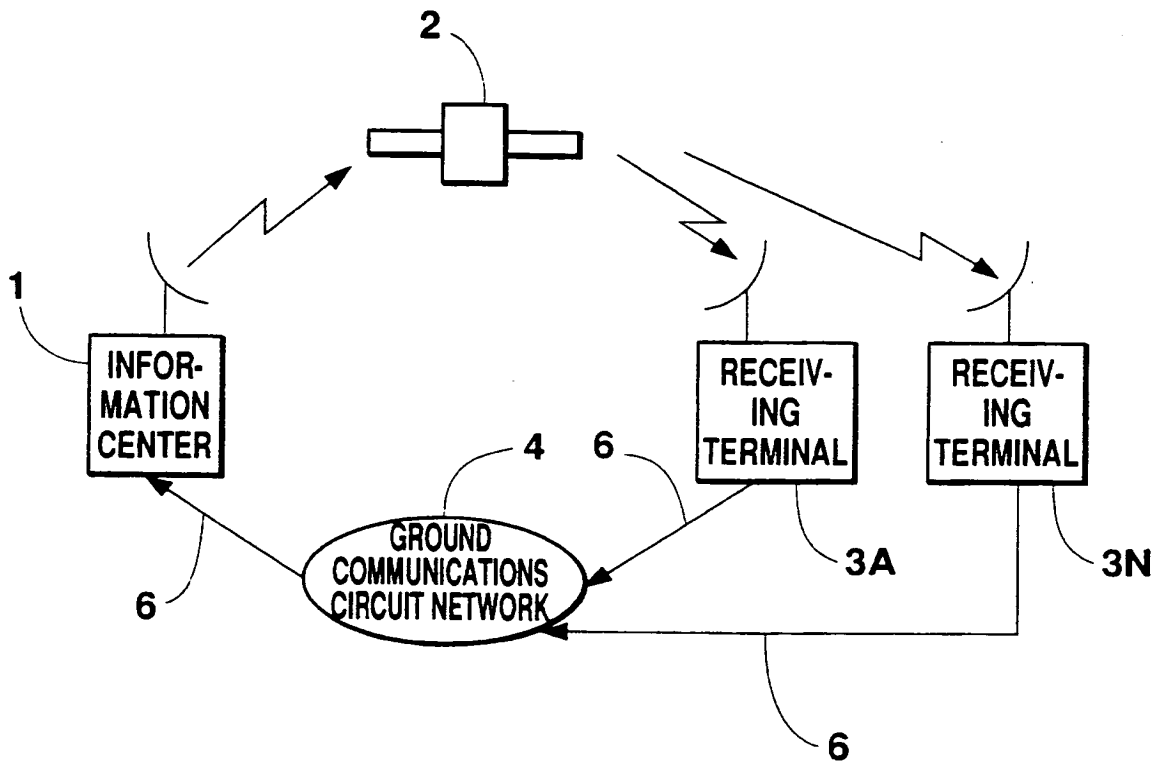 2
1
INFOR-
MATION
CENTER
RECEIV-
ING
TERMINAL
RECEIV-
ING
TERMINAL
4
6
GROUND
COMMUNICATIONS
CIRCUIT NETWORK
3A
3N
6
6